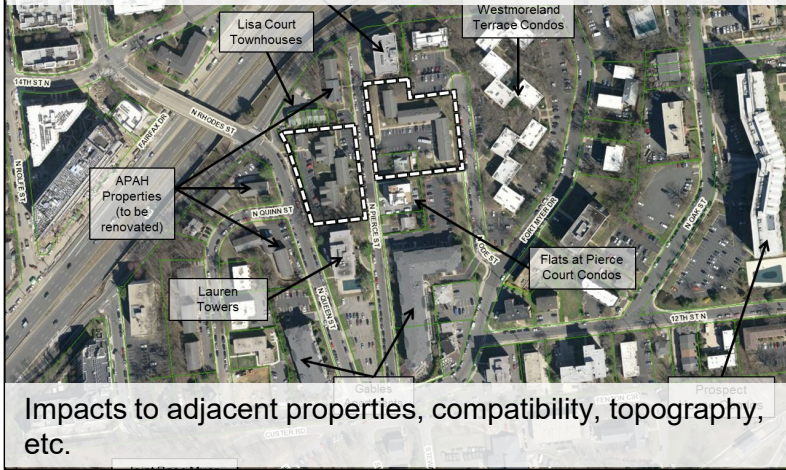 Westmoreland
Terrace Condos
Lisa Court
Townhouses
14TH ST N
FAIRFAX DR
N RHODES ST
N ROLFE ST
APAH
Properties
(to be
renovated)
N QUINN ST
N PIERCE ST
N OAK ST
FORT MYER DR
Flats at Pierce
Court Condos
Lauren
Towers
N QUEEN ST
12TH ST N
Gables
Prospect
Impacts to adjacent properties, compatibility, topography,
etc.
CUSTER RD